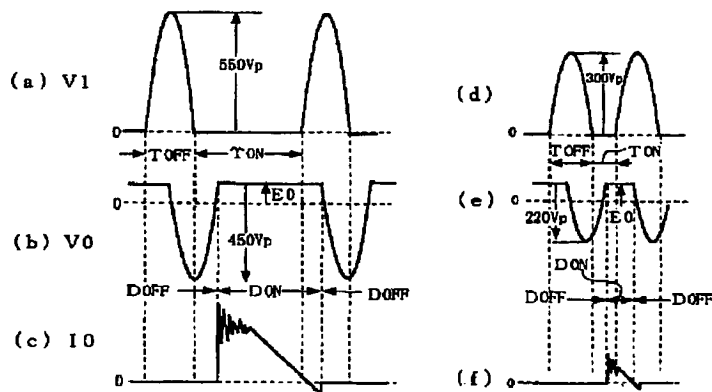 (a) V1
550Vp
0
TOFF
TON
(b) V0
0
E0
450Vp
DOFF
DON
DOFF
(c) I0
0
(d)
300Vp
0
TOFF
TON
(e)
0
220Vp
E0
DON
DOFF
DOFF
(f)
0